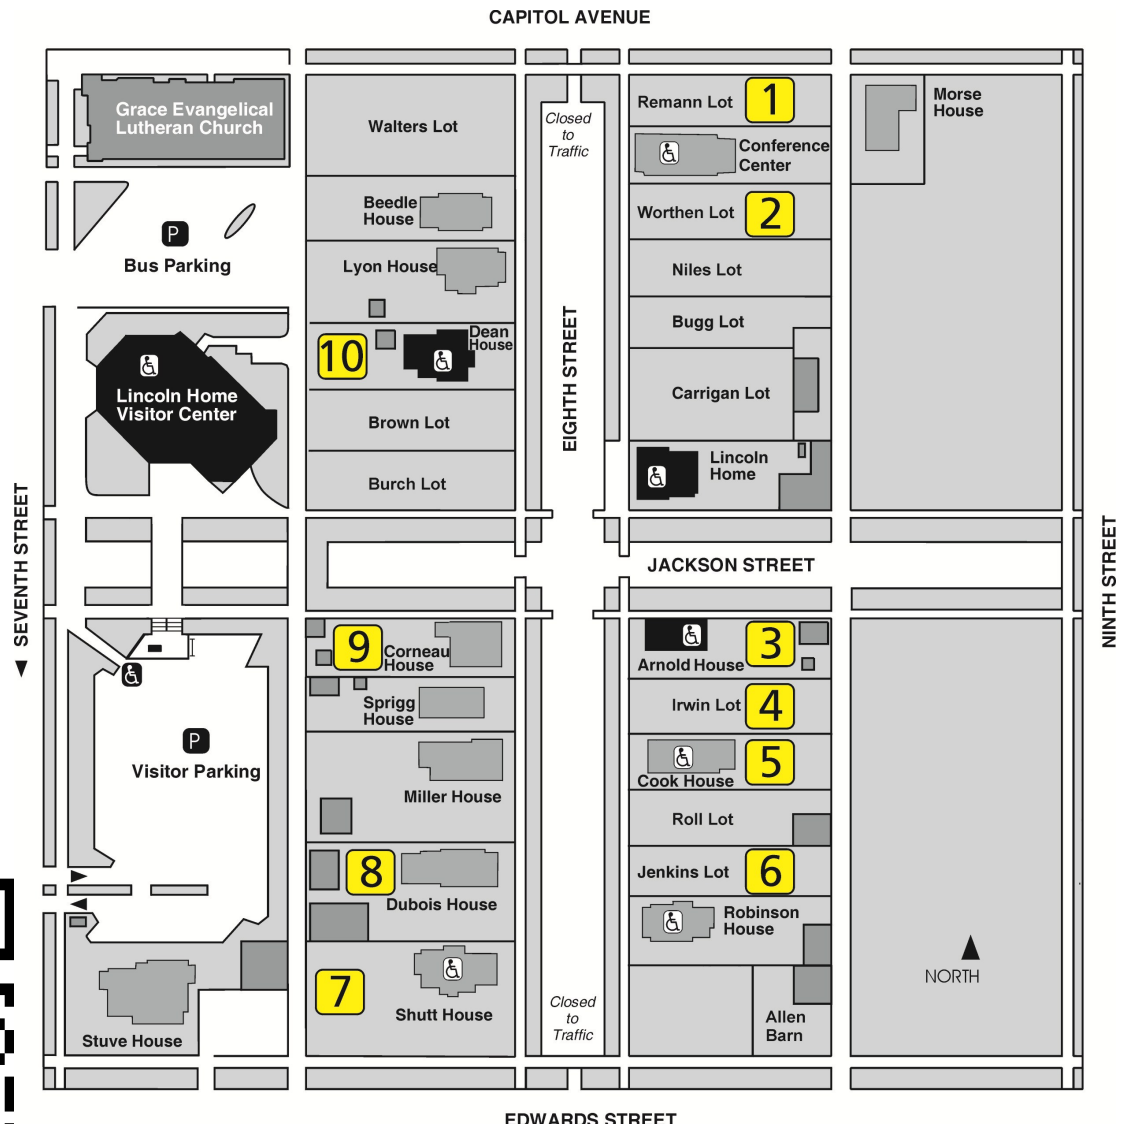 CAPITOL AVENUE
Grace Evangelical
Lutheran Church
Walters Lot
Closed
to
Traffic
Remann Lot
1
Morse
House
Conference
Center
Beedle
House
Worthen Lot
2
P
Bus Parking
Lyon House
Niles Lot
Bugg Lot
10
Dean
House
EIGHTH STREET
Lincoln Home
Visitor Center
Carrigan Lot
Brown Lot
Lincoln
Home
Burch Lot
SEVENTH STREET
JACKSON STREET
NINTH STREET
9
Corneau
House
3
Arnold House
Sprigg
House
Irwin Lot
4
P
Visitor Parking
Miller House
5
Cook House
Roll Lot
8
Dubois House
Jenkins Lot
6
Robinson
House
7
Shutt House
Closed
to
Traffic
NORTH
Allen
Barn
Stuve House
EDWARDS STREET